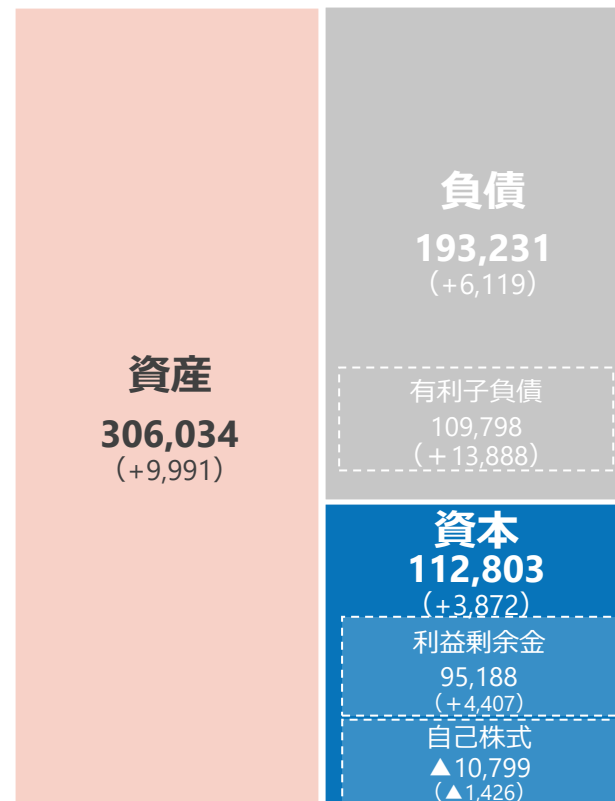 資産
306,034
（+9,991）
負債
193,231
（+6,119）
有利子負債
109,798
（＋13,888）
資本
112,803
（+3,872）
利益剰余金
95,188
（+4,407）
自己株式
▲10,799
（▲1,426）